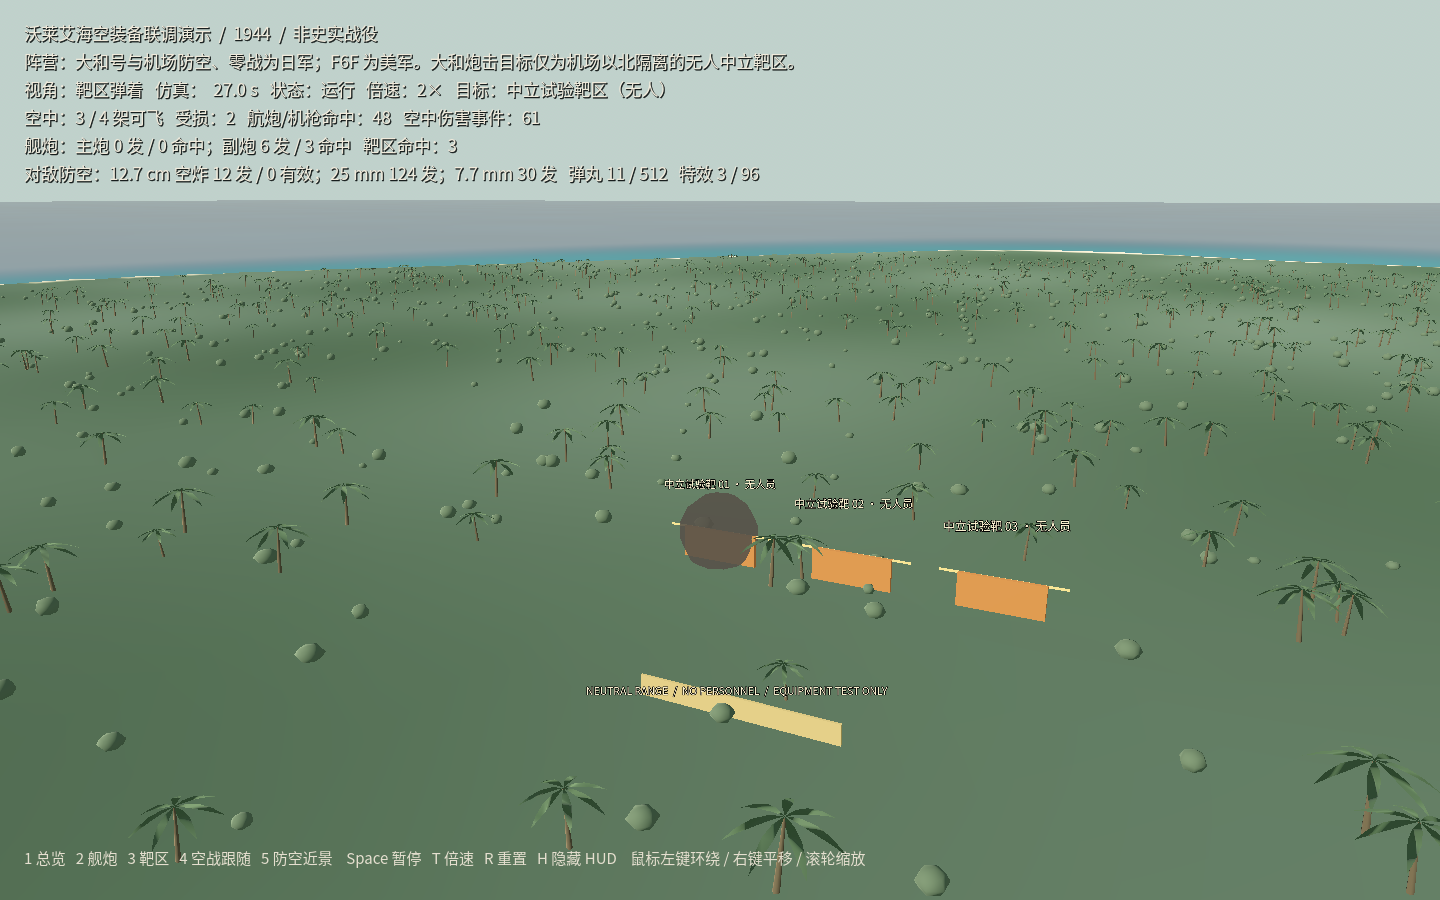 沃莱艾海空装备联调演示 / 1944 / 非史实战役
阵营：大和号与机场防空、零战为日军；F6F 为美军。大和炮击目标仅为机场以北隔离的无人中立靶区。
视角：靶区弹着 仿真： 27.0 s 状态：运行 倍速：2× 目标：中立试验靶区（无人）
空中：3 / 4 架可飞 受损：2 航炮/机枪命中：48 空中伤害事件：61
舰炮：主炮 0 发 / 0 命中；副炮 6 发 / 3 命中 靶区命中：3
对敌防空：12.7 cm 空炸 12 发 / 0 有效；25 mm 124 发；7.7 mm 30 发 弹丸 11 / 512 特效 3 / 96
中立试验靶 01 · 无人员
中立试验靶 02 · 无人员
中立试验靶 03 · 无人员
NEUTRAL RANGE / NO PERSONNEL / EQUIPMENT TEST ONLY
1 总览 2 舰炮 3 靶区 4 空战跟随 5 防空近景 Space 暂停 T 倍速 R 重置 H 隐藏 HUD 鼠标左键环绕 / 右键平移 / 滚轮缩放